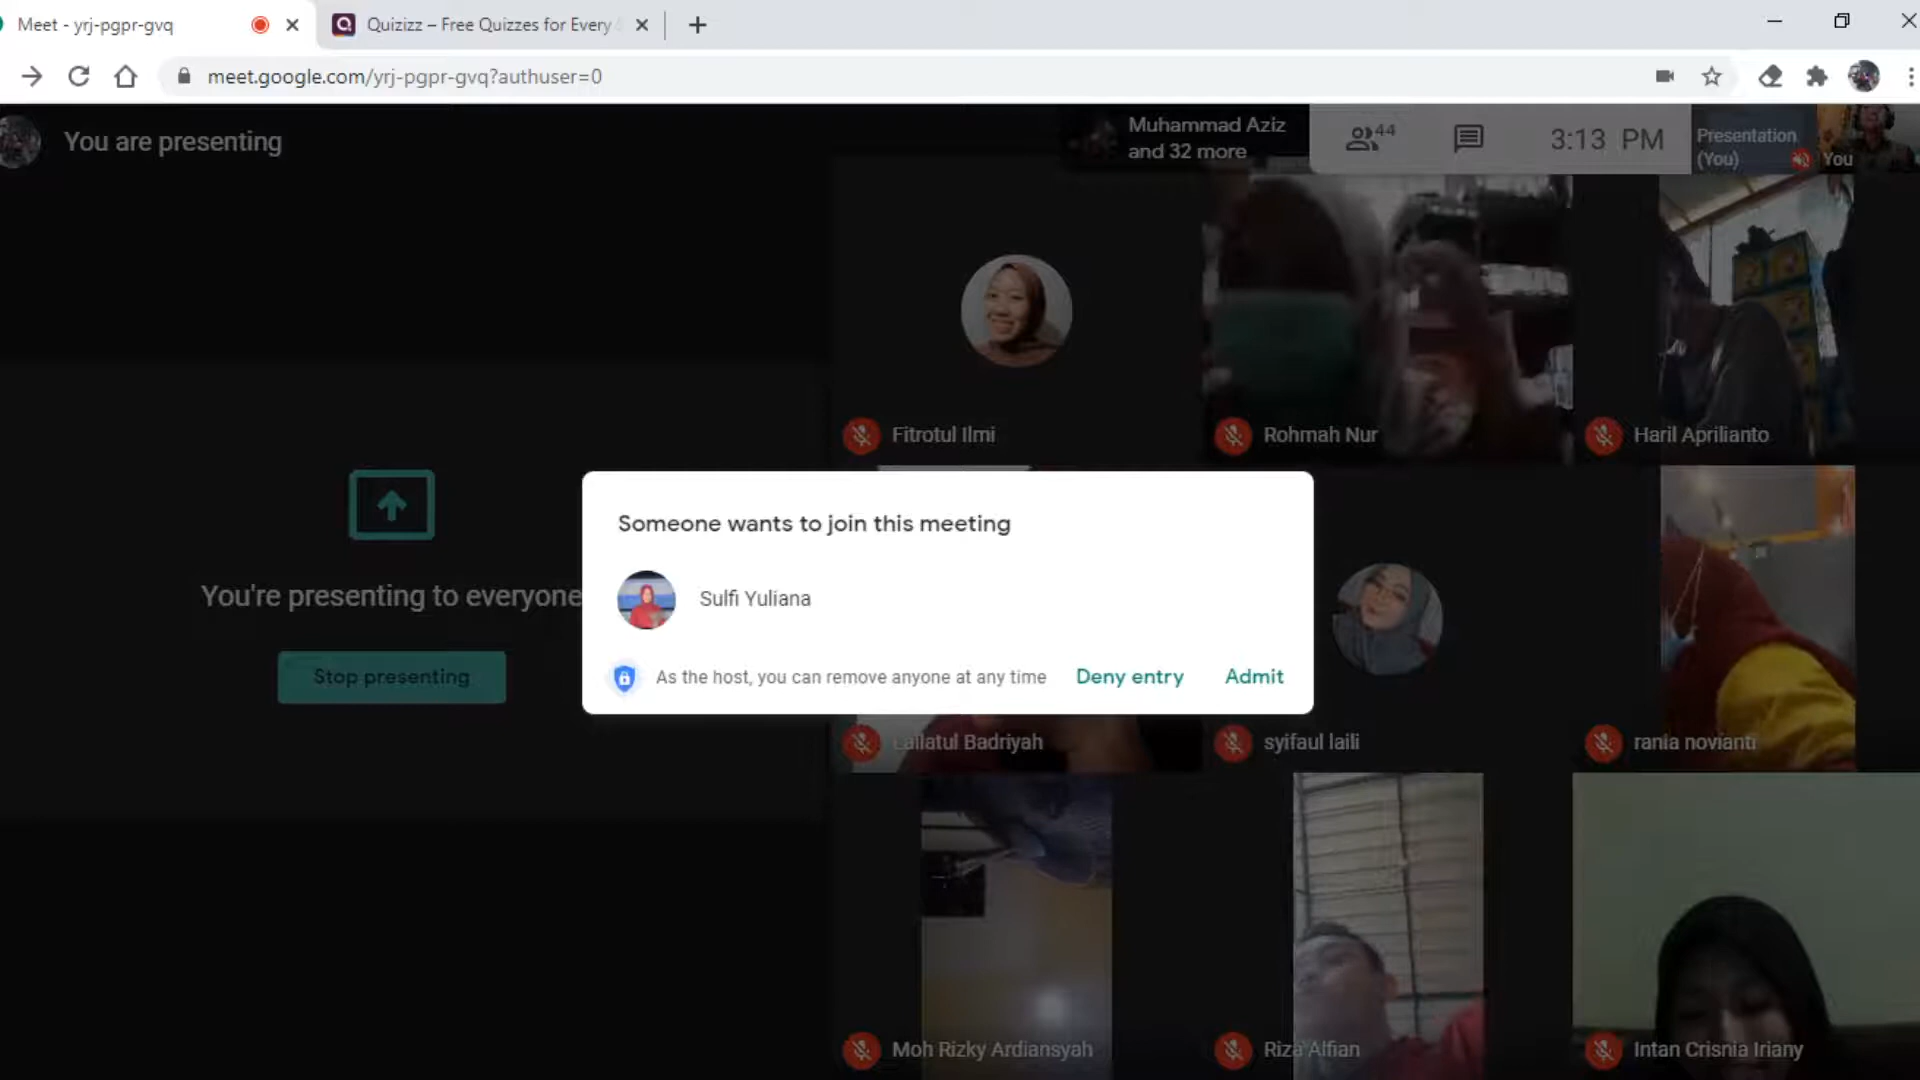 Meet - yrj-pgpr-gvq
Quizizz – Free Quizzes for Every
meet.google.com/yrj-pgpr-gvq?authuser=0
You are presenting
Muhammad Aziz
and 32 more
44
3:13 PM
Presentation
(You)
You
Fitrotul Ilmi
Rohmah Nur
Haril Aprilianto
Someone wants to join this meeting
Sulfi Yuliana
As the host, you can remove anyone at any time
Deny entry
Admit
You're presenting to everyone
Stop presenting
Lailatul Badriyah
syifaul laili
rania novianti
Moh Rizky Ardiansyah
Riza Alfian
Intan Crisnia Iriany